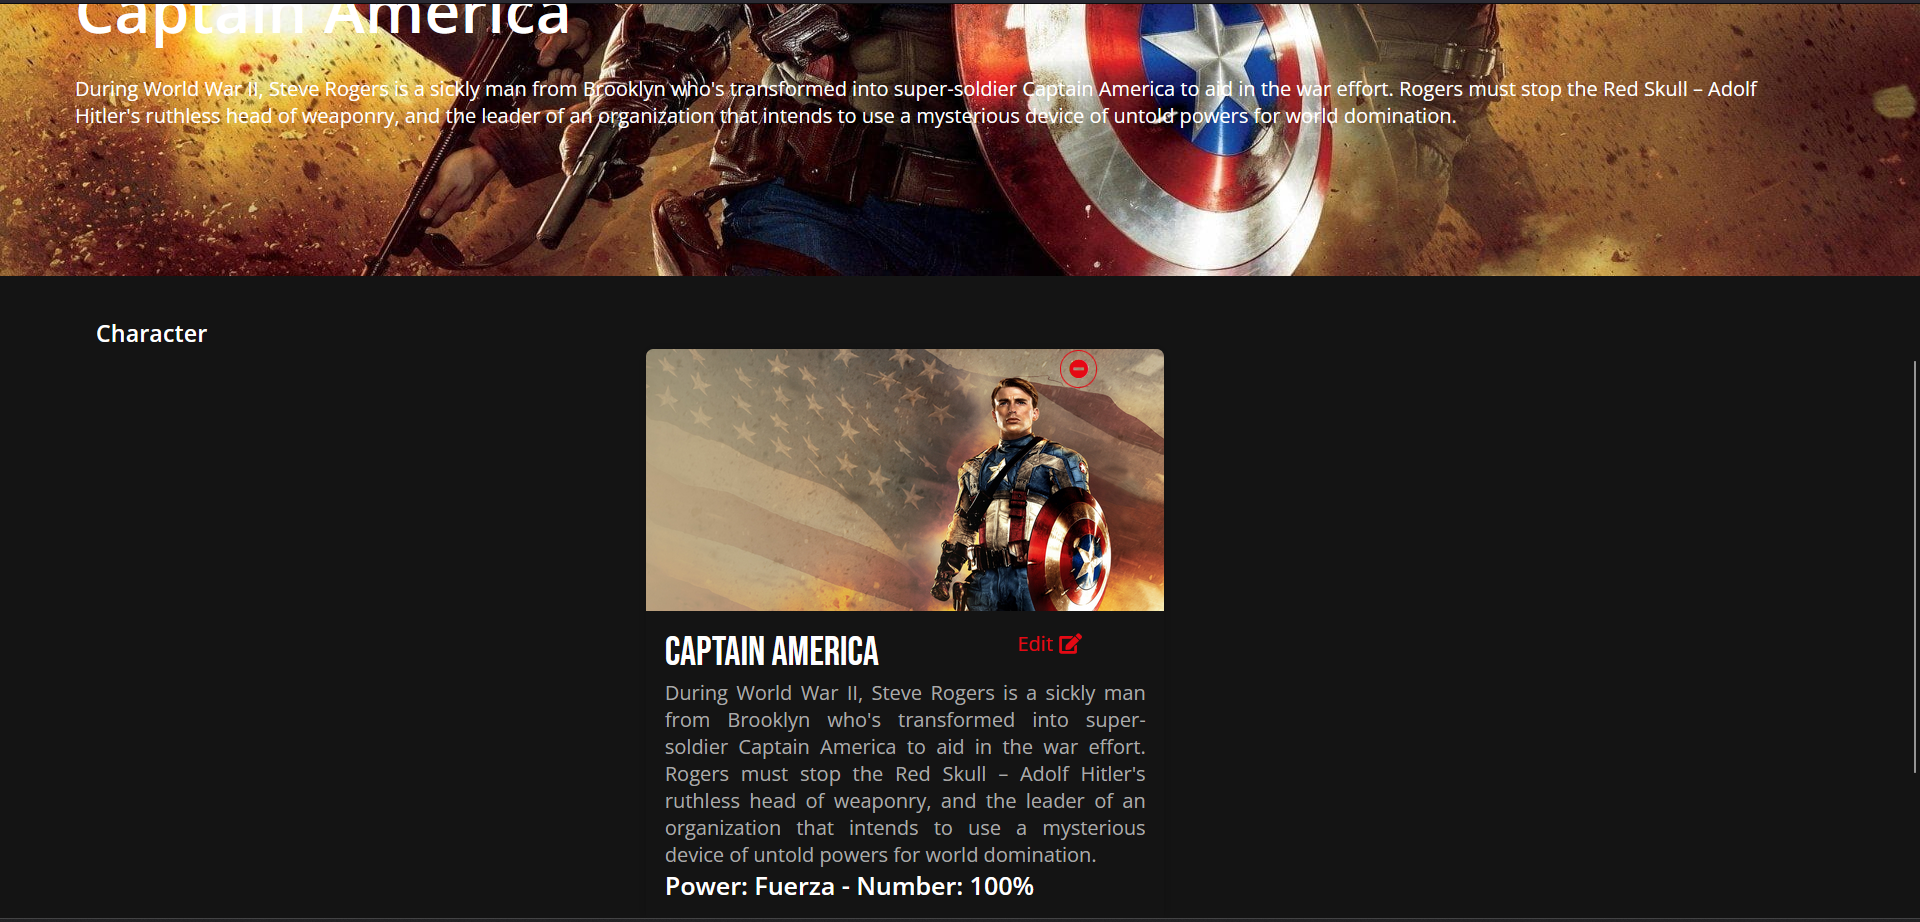 Captain America
During World War II, Steve Rogers is a sickly man from Brooklyn who's transformed into super-soldier Captain America to aid in the war effort. Rogers must stop the Red Skull – Adolf
Hitler's ruthless head of weaponry, and the leader of an organization that intends to use a mysterious device of untold powers for world domination.
Character
CAPTAIN AMERICA
Edit
During World War II, Steve Rogers is a sickly man
from Brooklyn who's transformed into super-
soldier Captain America to aid in the war effort.
Rogers must stop the Red Skull – Adolf Hitler's
ruthless head of weaponry, and the leader of an
organization that intends to use a mysterious
device of untold powers for world domination.
Power: Fuerza - Number: 100%